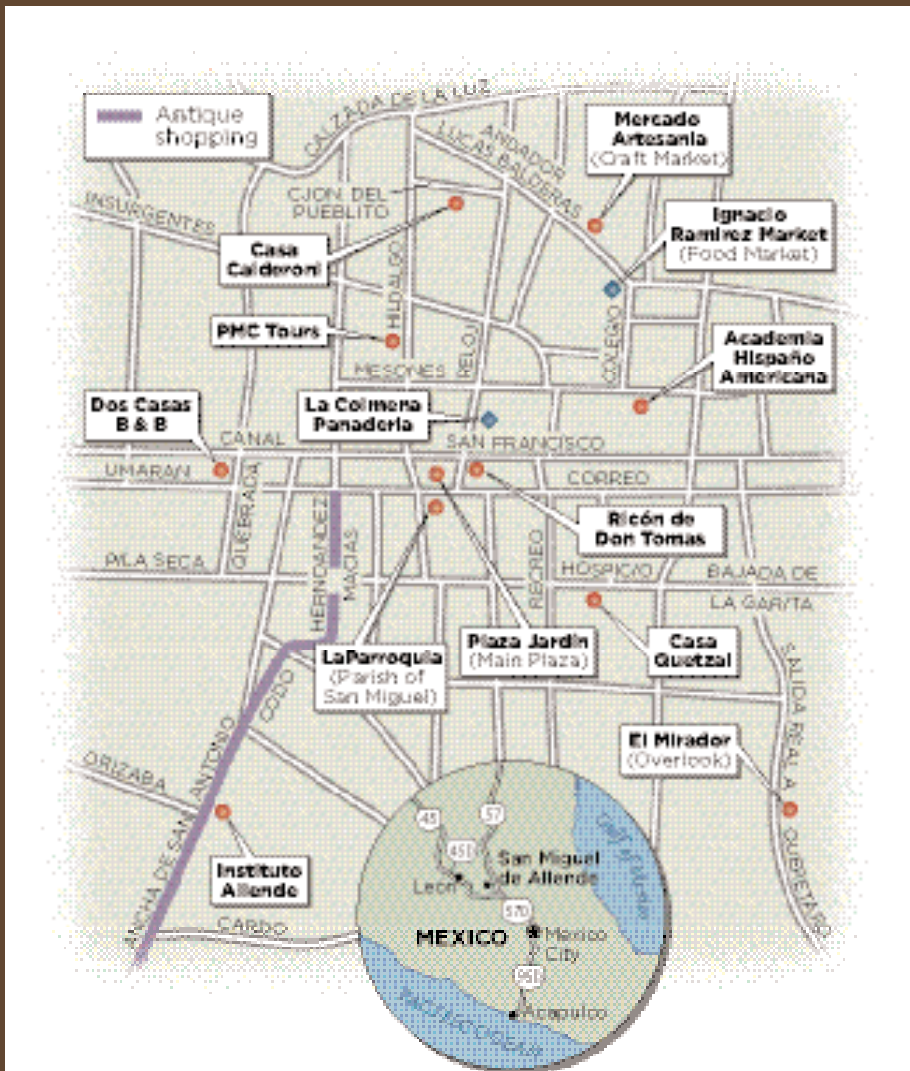 Antique
shopping
CALZADA DE LA LUZ
ANDADOR
LUCAS BALDERAS
Mercado
Artesania
(Craft Market)
INSURGENTES
CJON. DEL
PUEBLITO
Ignacio
Ramirez Market
(Food Market)
Casa
Calderoni
HILDALGO
PMC Tours
RELOJ
COLEGIO
MESONES
Academia
Hispaño
Americana
Dos Casas
B & B
La Colmena
Panaderia
CANAL
SAN FRANCISCO
UMARAN
CORREO
QUEBRADA
HERNANDEZ
MACIAS
Ricón de
Don Tomas
PILA SECA
RECREO
HOSPICIO
BAJADA DE
LA GARITA
LaParroquia
(Parish of
San Miguel)
Plaza Jardin
(Main Plaza)
Casa
Quetzal
CODO
SALIDA REAL A QUERETARO
El Mirador
(Overlook)
ORIZABA
ANCHA DE SAN ANTONIO
Instituto
Allende
CARDO
45
57
45D
Gulf of Mexico
San Miguel
de Allende
Leon
57D
MEXICO
Mexico
City
95D
Acapulco
PACIFIC OCEAN